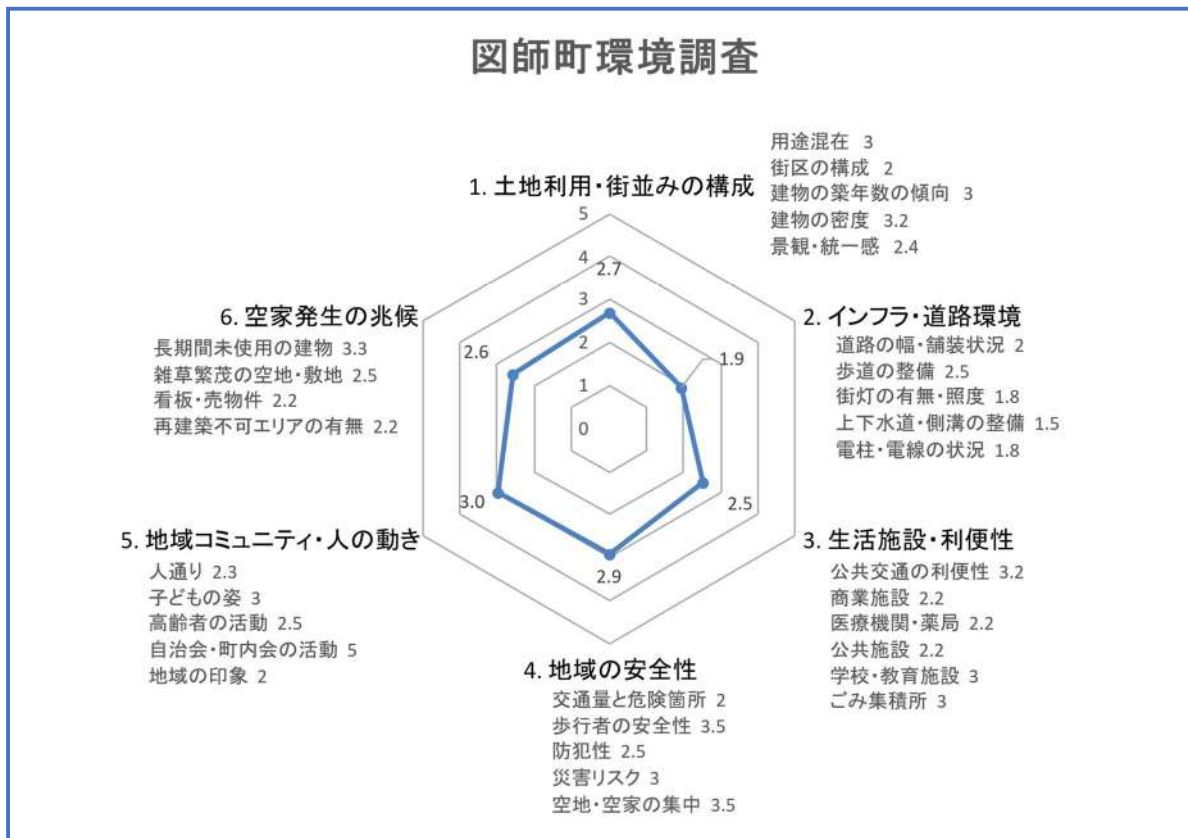 図師町環境調査
1. 土地利用・街並みの構成
用途混在 3
街区の構成 2
建物の築年数の傾向 3
建物の密度 3.2
景観・統一感 2.4
2. インフラ・道路環境
道路の幅・舗装状況 2
歩道の整備 2.5
街灯の有無・照度 1.8
上下水道・側溝の整備 1.5
電柱・電線の状況 1.8
3. 生活施設・利便性
公共交通の利便性 3.2
商業施設 2.2
医療機関・薬局 2.2
公共施設 2.2
学校・教育施設 3
ごみ集積所 3
4. 地域の安全性
交通量と危険箇所 2
歩行者の安全性 3.5
防犯性 2.5
災害リスク 3
空地・空家の集中 3.5
5. 地域コミュニティ・人の動き
人通り 2.3
子どもの姿 3
高齢者の活動 2.5
自治会・町内会の活動 5
地域の印象 2
6. 空家発生の兆候
長期間未使用の建物 3.3
雑草繁茂の空地・敷地 2.5
看板・売物件 2.2
再建築不可エリアの有無 2.2
5
4
3
2
1
0
2.7
1.9
2.5
2.9
3.0
2.6